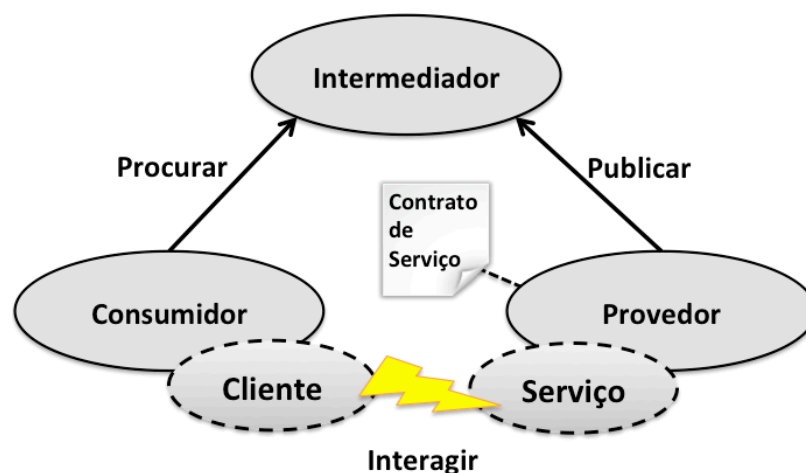 Intermediador
Procurar
Publicar
Contrato
de
Serviço
Consumidor
Provedor
Cliente
Serviço
Interagir